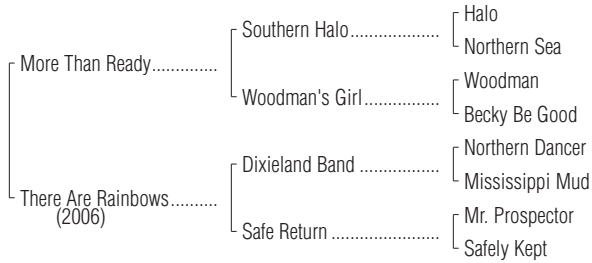 Halo
Southern Halo....................
Northern Sea
More Than Ready..............
Woodman
Woodman's Girl.................
Becky Be Good
Northern Dancer
Dixieland Band ..................
Mississippi Mud
There Are Rainbows..........
(2006)
Mr. Prospector
Safe Return ........................
Safely Kept